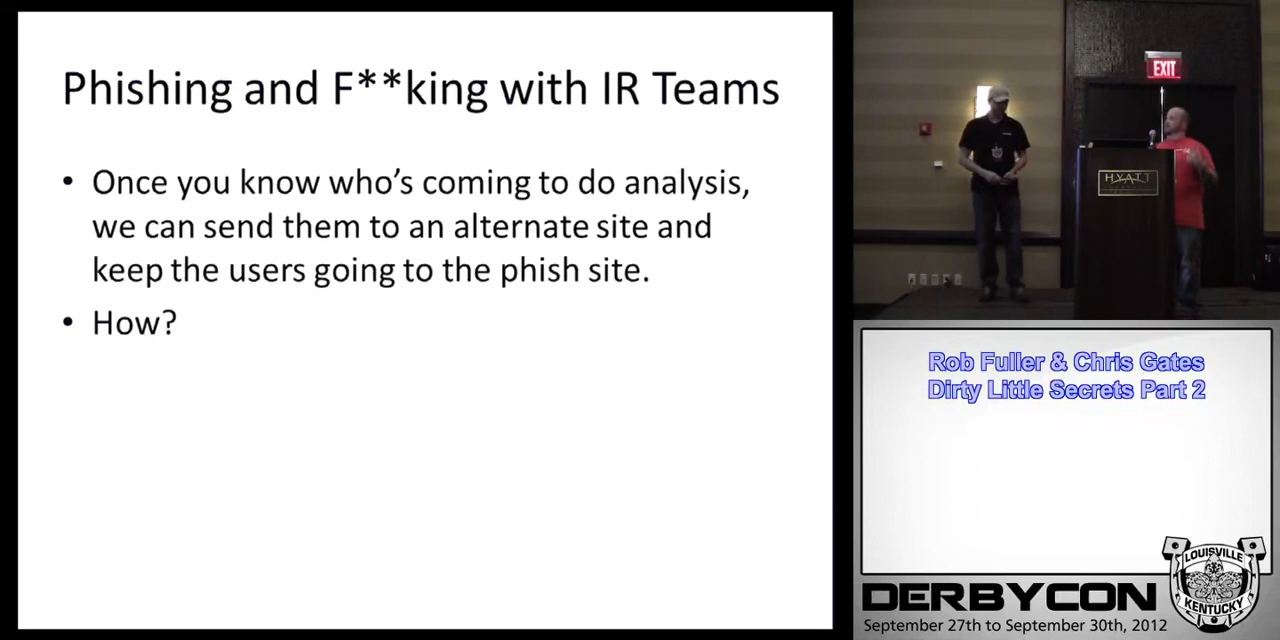 Phishing and F**king with IR Teams
• Once you know who's coming to do analysis,
we can send them to an alternate site and
keep the users going to the phish site.
• How?
EXIT
HYATT
Rob Fuller & Chris Gates
Dirty Little Secrets Part 2
LOUISVILLE
KENTUCKY
DERBYCON
September 27th to September 30th, 2012